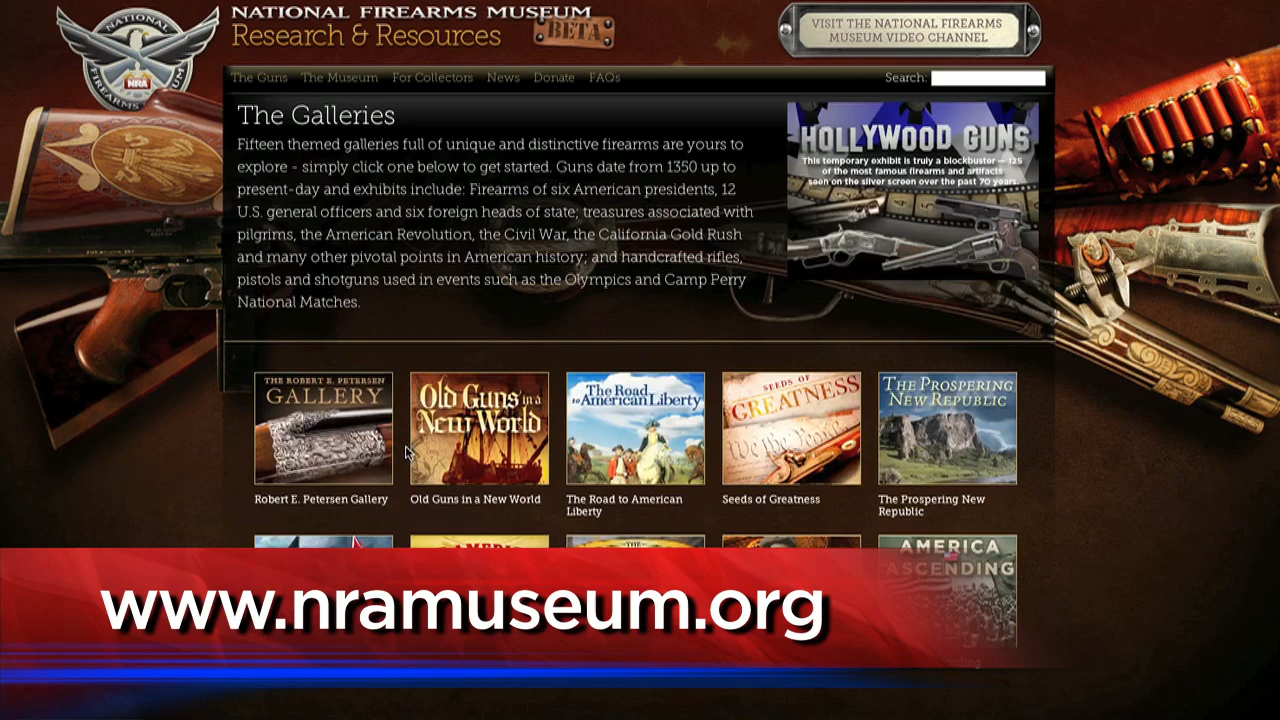 NATIONAL FIREARMS MUSEUM
Research & Resources
BETA
NATIONAL
FIREARMS
NRA
VISIT THE NATIONAL FIREARMS
MUSEUM VIDEO CHANNEL
The Guns The Museum For Collectors News Donate FAQs
Search:
The Galleries
Fifteen themed galleries full of unique and distinctive firearms are yours to
explore - simply click one below to get started. Guns date from 1350 up to
present-day and exhibits include: Firearms of six American presidents, 12
U.S. general officers and six foreign heads of state; treasures associated with
pilgrims, the American Revolution, the Civil War, the California Gold Rush
and many other pivotal points in American history; and handcrafted rifles,
pistols and shotguns used in events such as the Olympics and Camp Perry
National Matches.
HOLLYWOOD GUNS
This temporary exhibit is truly a blockbuster — 125
of the most famous firearms and artifacts
seen on the silver screen over the past 70 years.
THE ROBERT E. PETERSEN
GALLERY
Old Guns in a
New World
The Road
to American Liberty
SEEDS OF
GREATNESS
We the People
THE PROSPERING
NEW REPUBLIC
Robert E. Petersen Gallery
Old Guns in a New World
The Road to American
Liberty
Seeds of Greatness
The Prospering New
Republic
THE
AMERICA
ASCENDING
www.nramuseum.org